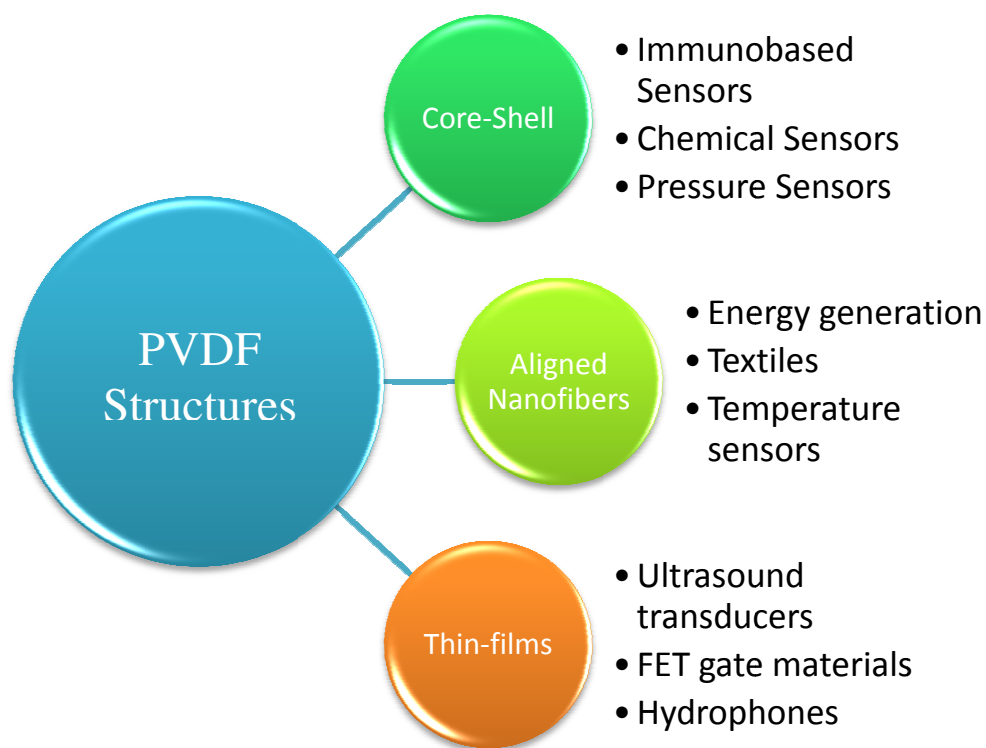 PVDF
Structures
Core-Shell
• Immunobased
Sensors
• Chemical Sensors
• Pressure Sensors
Aligned
Nanofibers
• Energy generation
• Textiles
• Temperature
sensors
Thin-films
• Ultrasound
transducers
• FET gate materials
• Hydrophones